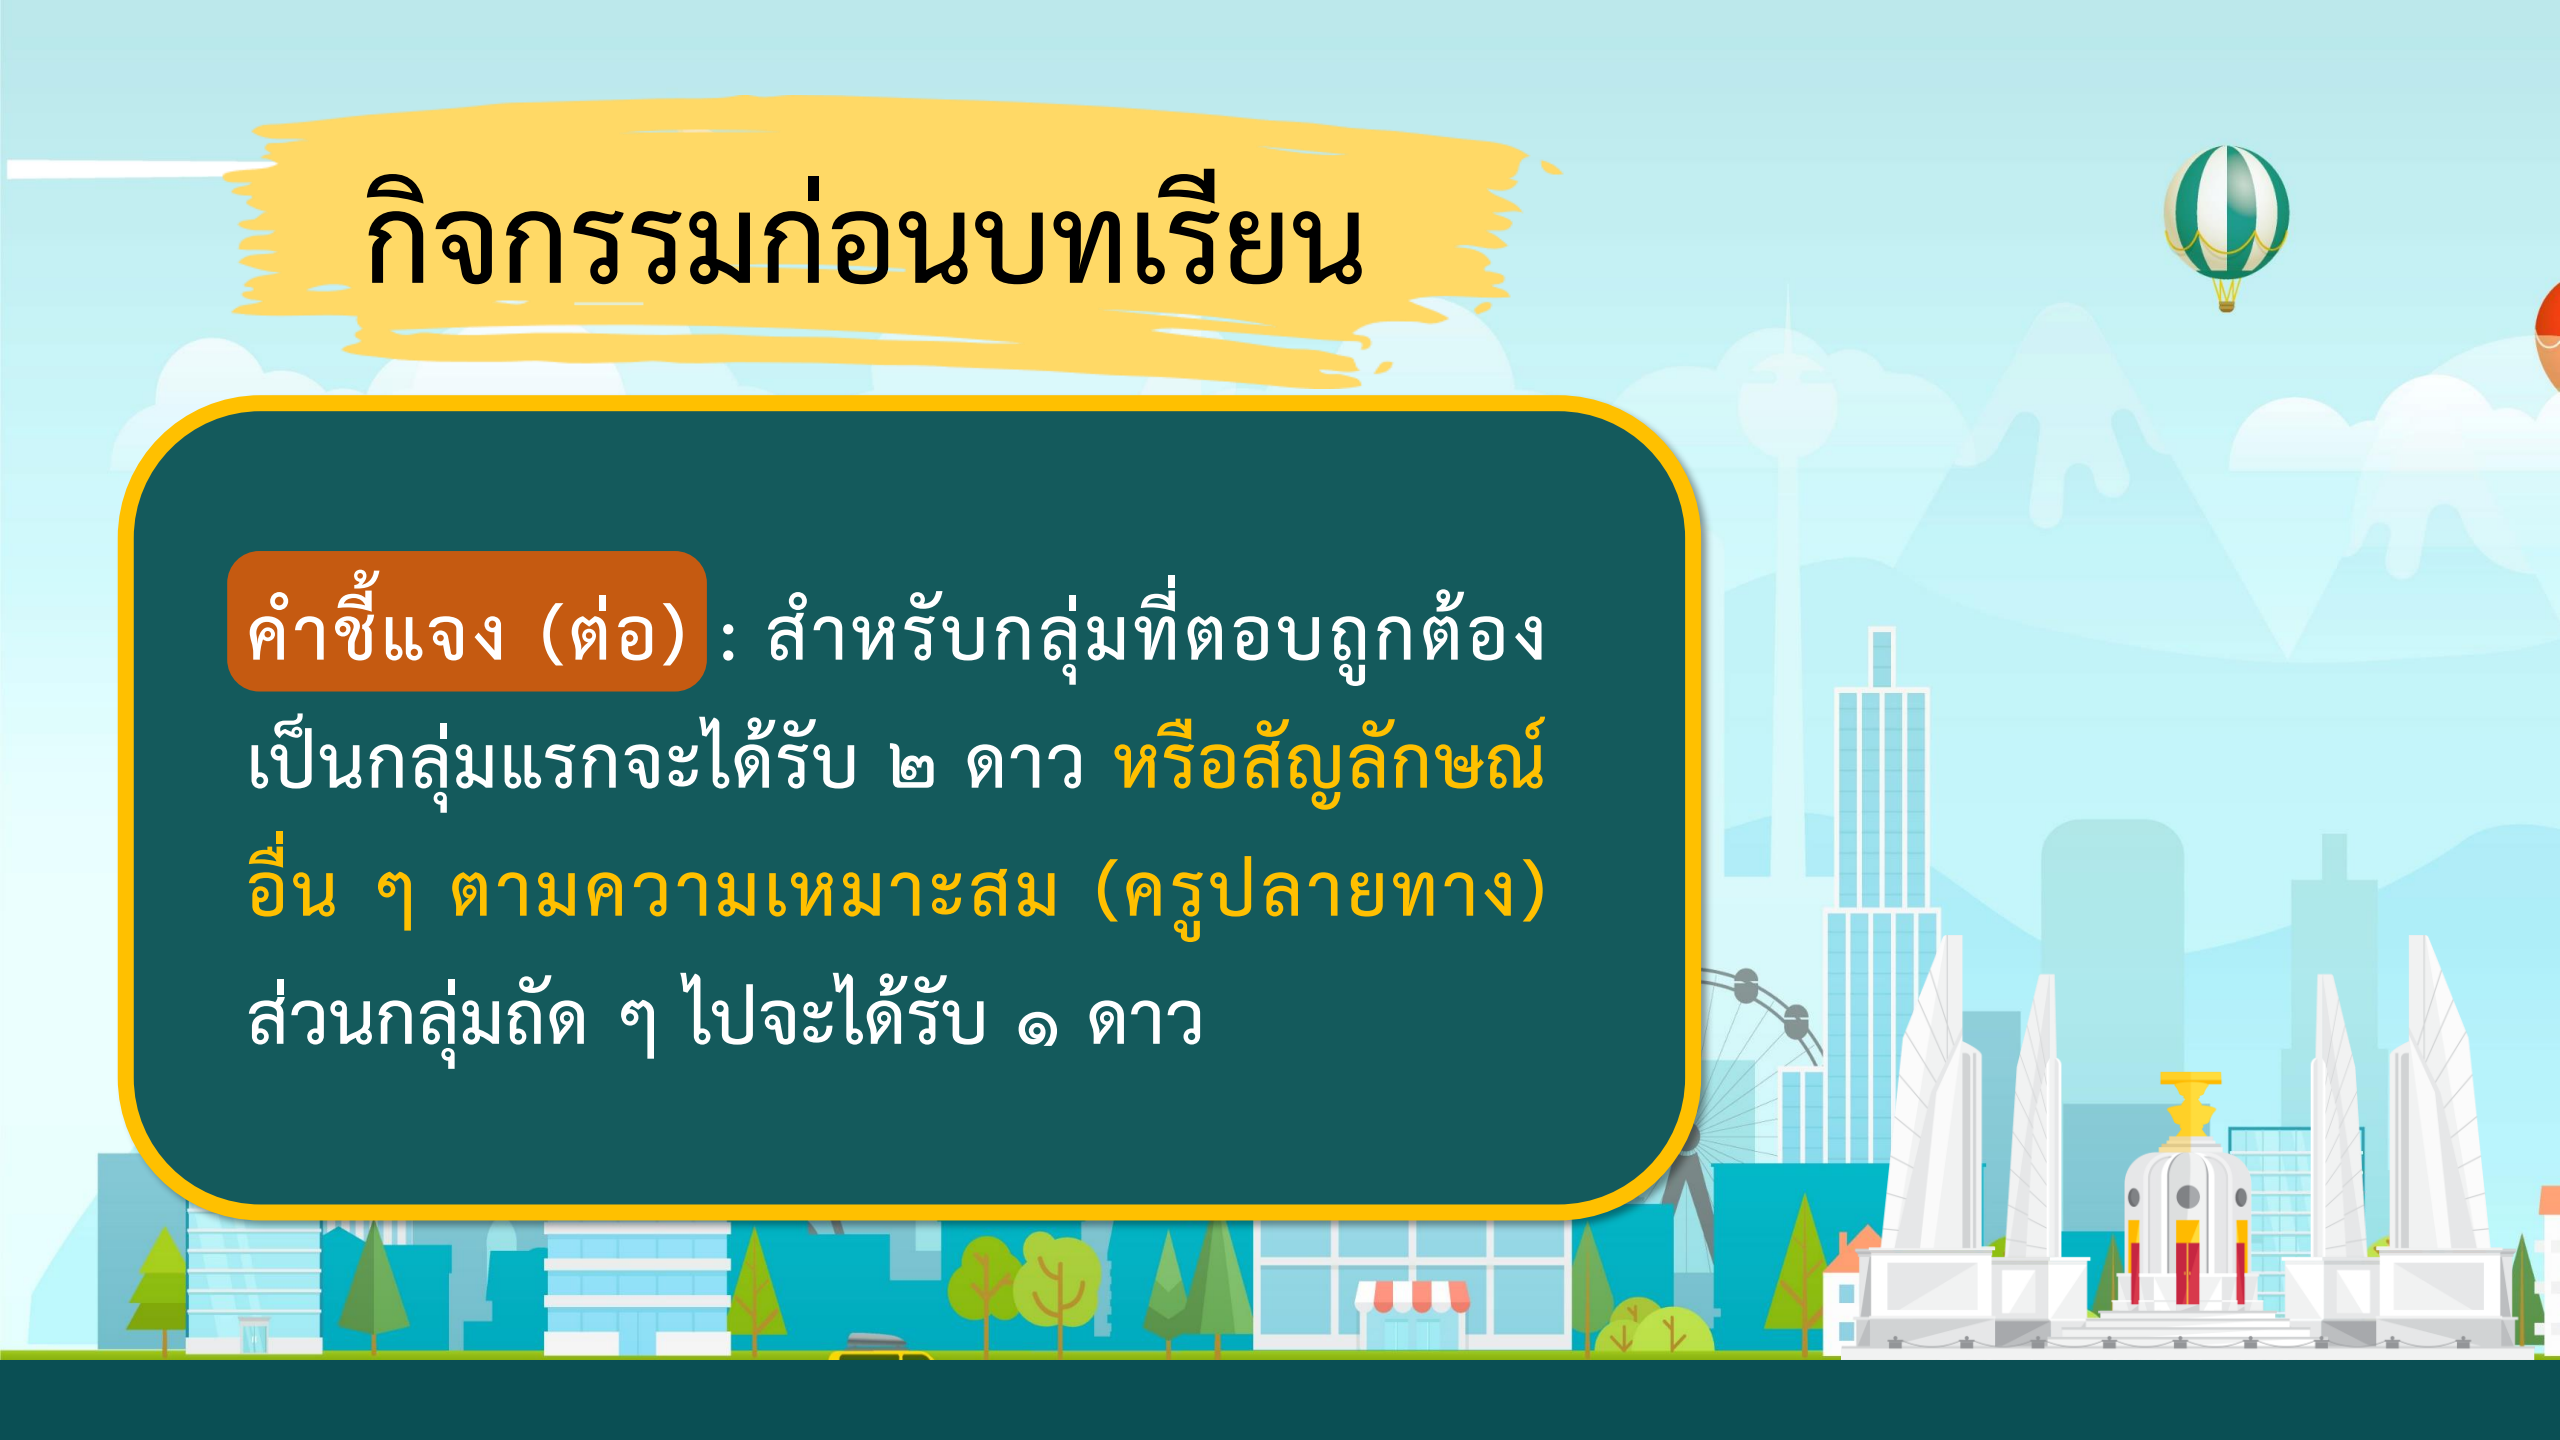 กิจกรรมก่อนบทเรียน
คำชี้แจง (ต่อ) : สำหรับกลุ่มที่ตอบถูกต้อง
เป็นกลุ่มแรกจะได้รับ ๒ ดาว หรือสัญลักษณ์
อื่น ๆ ตามความเหมาะสม (ครูปลายทาง)
ส่วนกลุ่มถัด ๆ ไปจะได้รับ ๑ ดาว